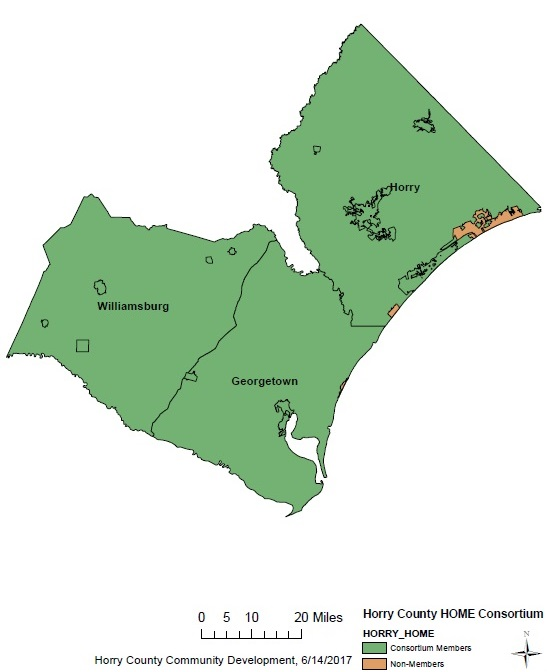 Horry
Williamsburg
Georgetown
0 5 10 20 Miles
Horry County HOME Consortium
HORRY_HOME
Consortium Members
Non-Members
N
Horry County Community Development, 6/14/2017